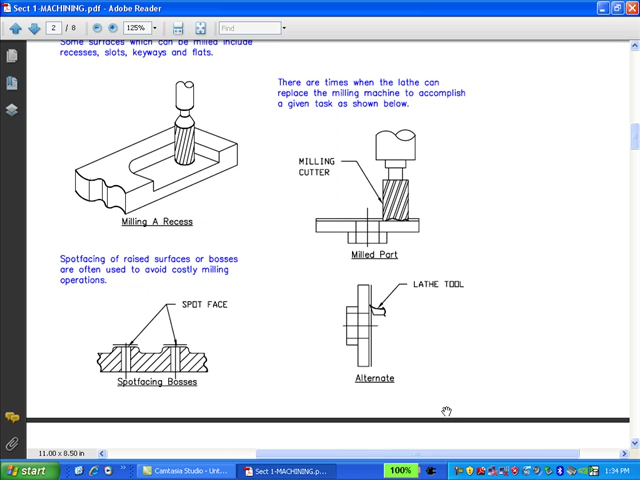 Sect 1-MACHINING.pdf - Adobe Reader
2 / 8
125%
Find
Some surfaces which can be milled include
recesses, slots, keyways and flats.
Milling A Recess
Spotfacing of raised surfaces or bosses
are often used to avoid costly milling
operations.
SPOT FACE
Spotfacing Bosses
There are times when the lathe can
replace the milling machine to accomplish
a given task as shown below.
MILLING
CUTTER
Milled Part
LATHE TOOL
Alternate
11.00 x 8.50 in
start
Camtasia Studio - Unt...
Sect 1-MACHINING.p...
100%
1:34 PM